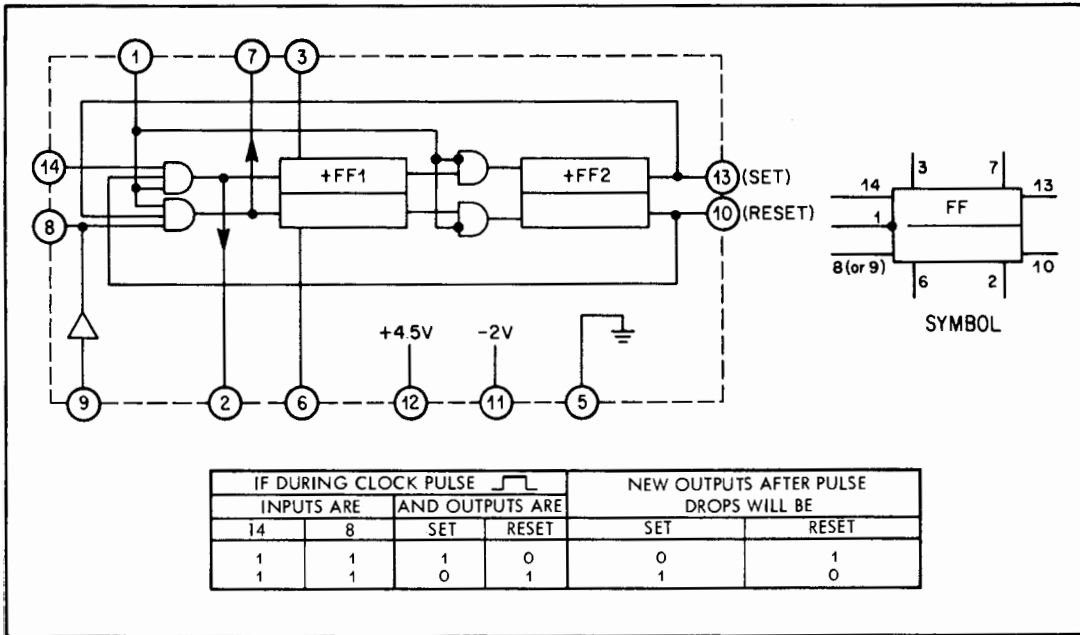 1 7 3
14
+FF1 +FF2
13 (SET)
8
10 (RESET)
3 7
14 13
FF
1
8 (or 9) 10
6 2
SYMBOL
+4.5V -2V
9 2 6 12 11 5
IF DURING CLOCK PULSE NEW OUTPUTS AFTER PULSE
INPUTS ARE AND OUTPUTS ARE DROPS WILL BE
14 8 SET RESET SET RESET
1 1 1 0 0 1
1 1 0 1 1 0